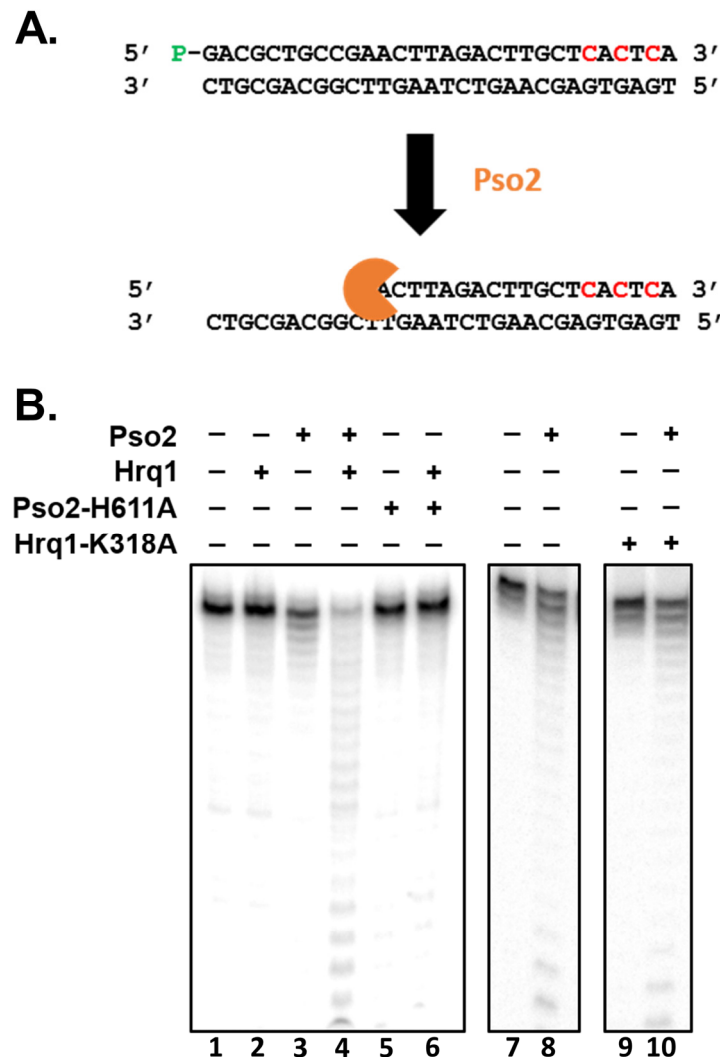 A.
5′ P-GACGCTGCCGAACTTAGACTTGCTCACTCA 3′
3′ CTGCGACGGCTTGAATCTGAACGAGTGAGT 5′
Pso2
5′ ACTTAGACTTGCTCACTCA 3′
3′ CTGCGACGGCTTGAATCTGAACGAGTGAGT 5′
B.
Pso2 − − + + − − − + − +
Hrq1 − + − + − + − − − −
Pso2-H611A − − − − + + − − − −
Hrq1-K318A − − − − − − − − + +
1 2 3 4 5 6 7 8 9 10